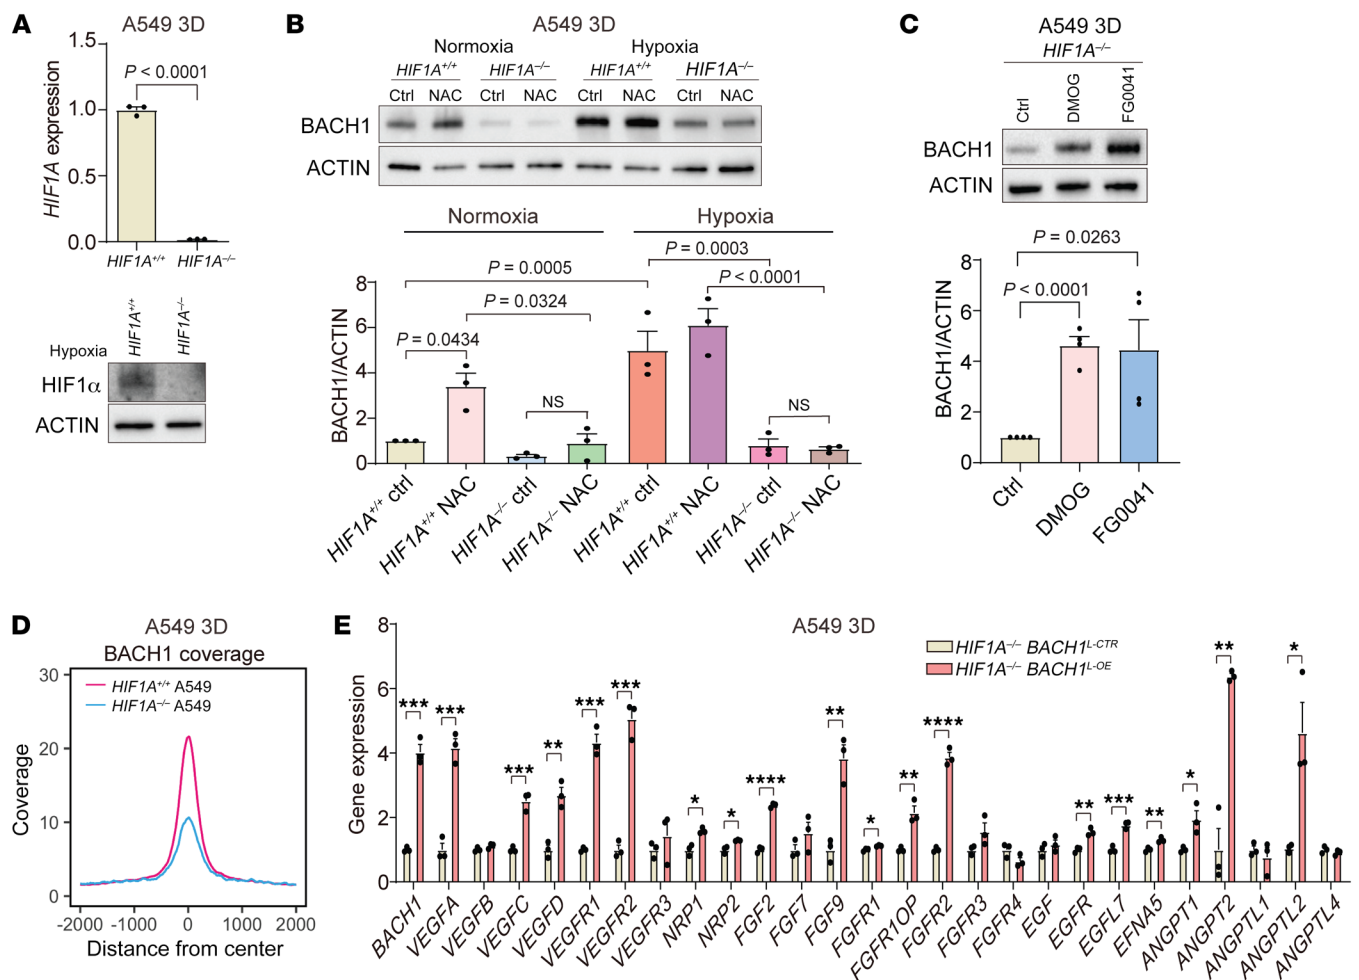 A
A549 3D
1.5
1.0
0.5
0.0
HIF1A expression
P < 0.0001
HIF1A+/+ HIF1A–/–
Hypoxia
HIF1A+/+
HIF1A–/–
HIF1α
ACTIN
B
A549 3D
Normoxia Hypoxia
HIF1A+/+ HIF1A–/– HIF1A+/+ HIF1A–/–
Ctrl NAC Ctrl NAC Ctrl NAC Ctrl NAC
BACH1
ACTIN
Normoxia Hypoxia
P = 0.0003
P = 0.0005
P < 0.0001
P = 0.0324
P = 0.0434
NS
NS
8
6
4
2
0
BACH1/ACTIN
HIF1A+/+ ctrl
HIF1A+/+ NAC
HIF1A–/– ctrl
HIF1A–/– NAC
HIF1A+/+ ctrl
HIF1A+/+ NAC
HIF1A–/– ctrl
HIF1A–/– NAC
C
A549 3D
HIF1A–/–
Ctrl
DMOG
FG0041
BACH1
ACTIN
P = 0.0263
P < 0.0001
8
6
4
2
0
BACH1/ACTIN
Ctrl
DMOG
FG0041
D
A549 3D
BACH1 coverage
HIF1A+/+ A549
HIF1A–/– A549
30
20
10
0
Coverage
-2000 -1000 0 1000 2000
Distance from center
E
A549 3D
HIF1A–/– BACH1L-CTR
HIF1A–/– BACH1L-OE
8
6
4
2
0
Gene expression
*** *** *** ** *** *** * * **** ** * ** **** ** *** ** * ** *
BACH1
VEGFA
VEGFB
VEGFC
VEGFD
VEGFR1
VEGFR2
VEGFR3
NRP1
NRP2
FGF2
FGF7
FGF9
FGFR1
FGFR1OP
FGFR2
FGFR3
FGFR4
EGF
EGFR
EGFL7
EFNA5
ANGPT1
ANGPT2
ANGPTL1
ANGPTL2
ANGPTL4